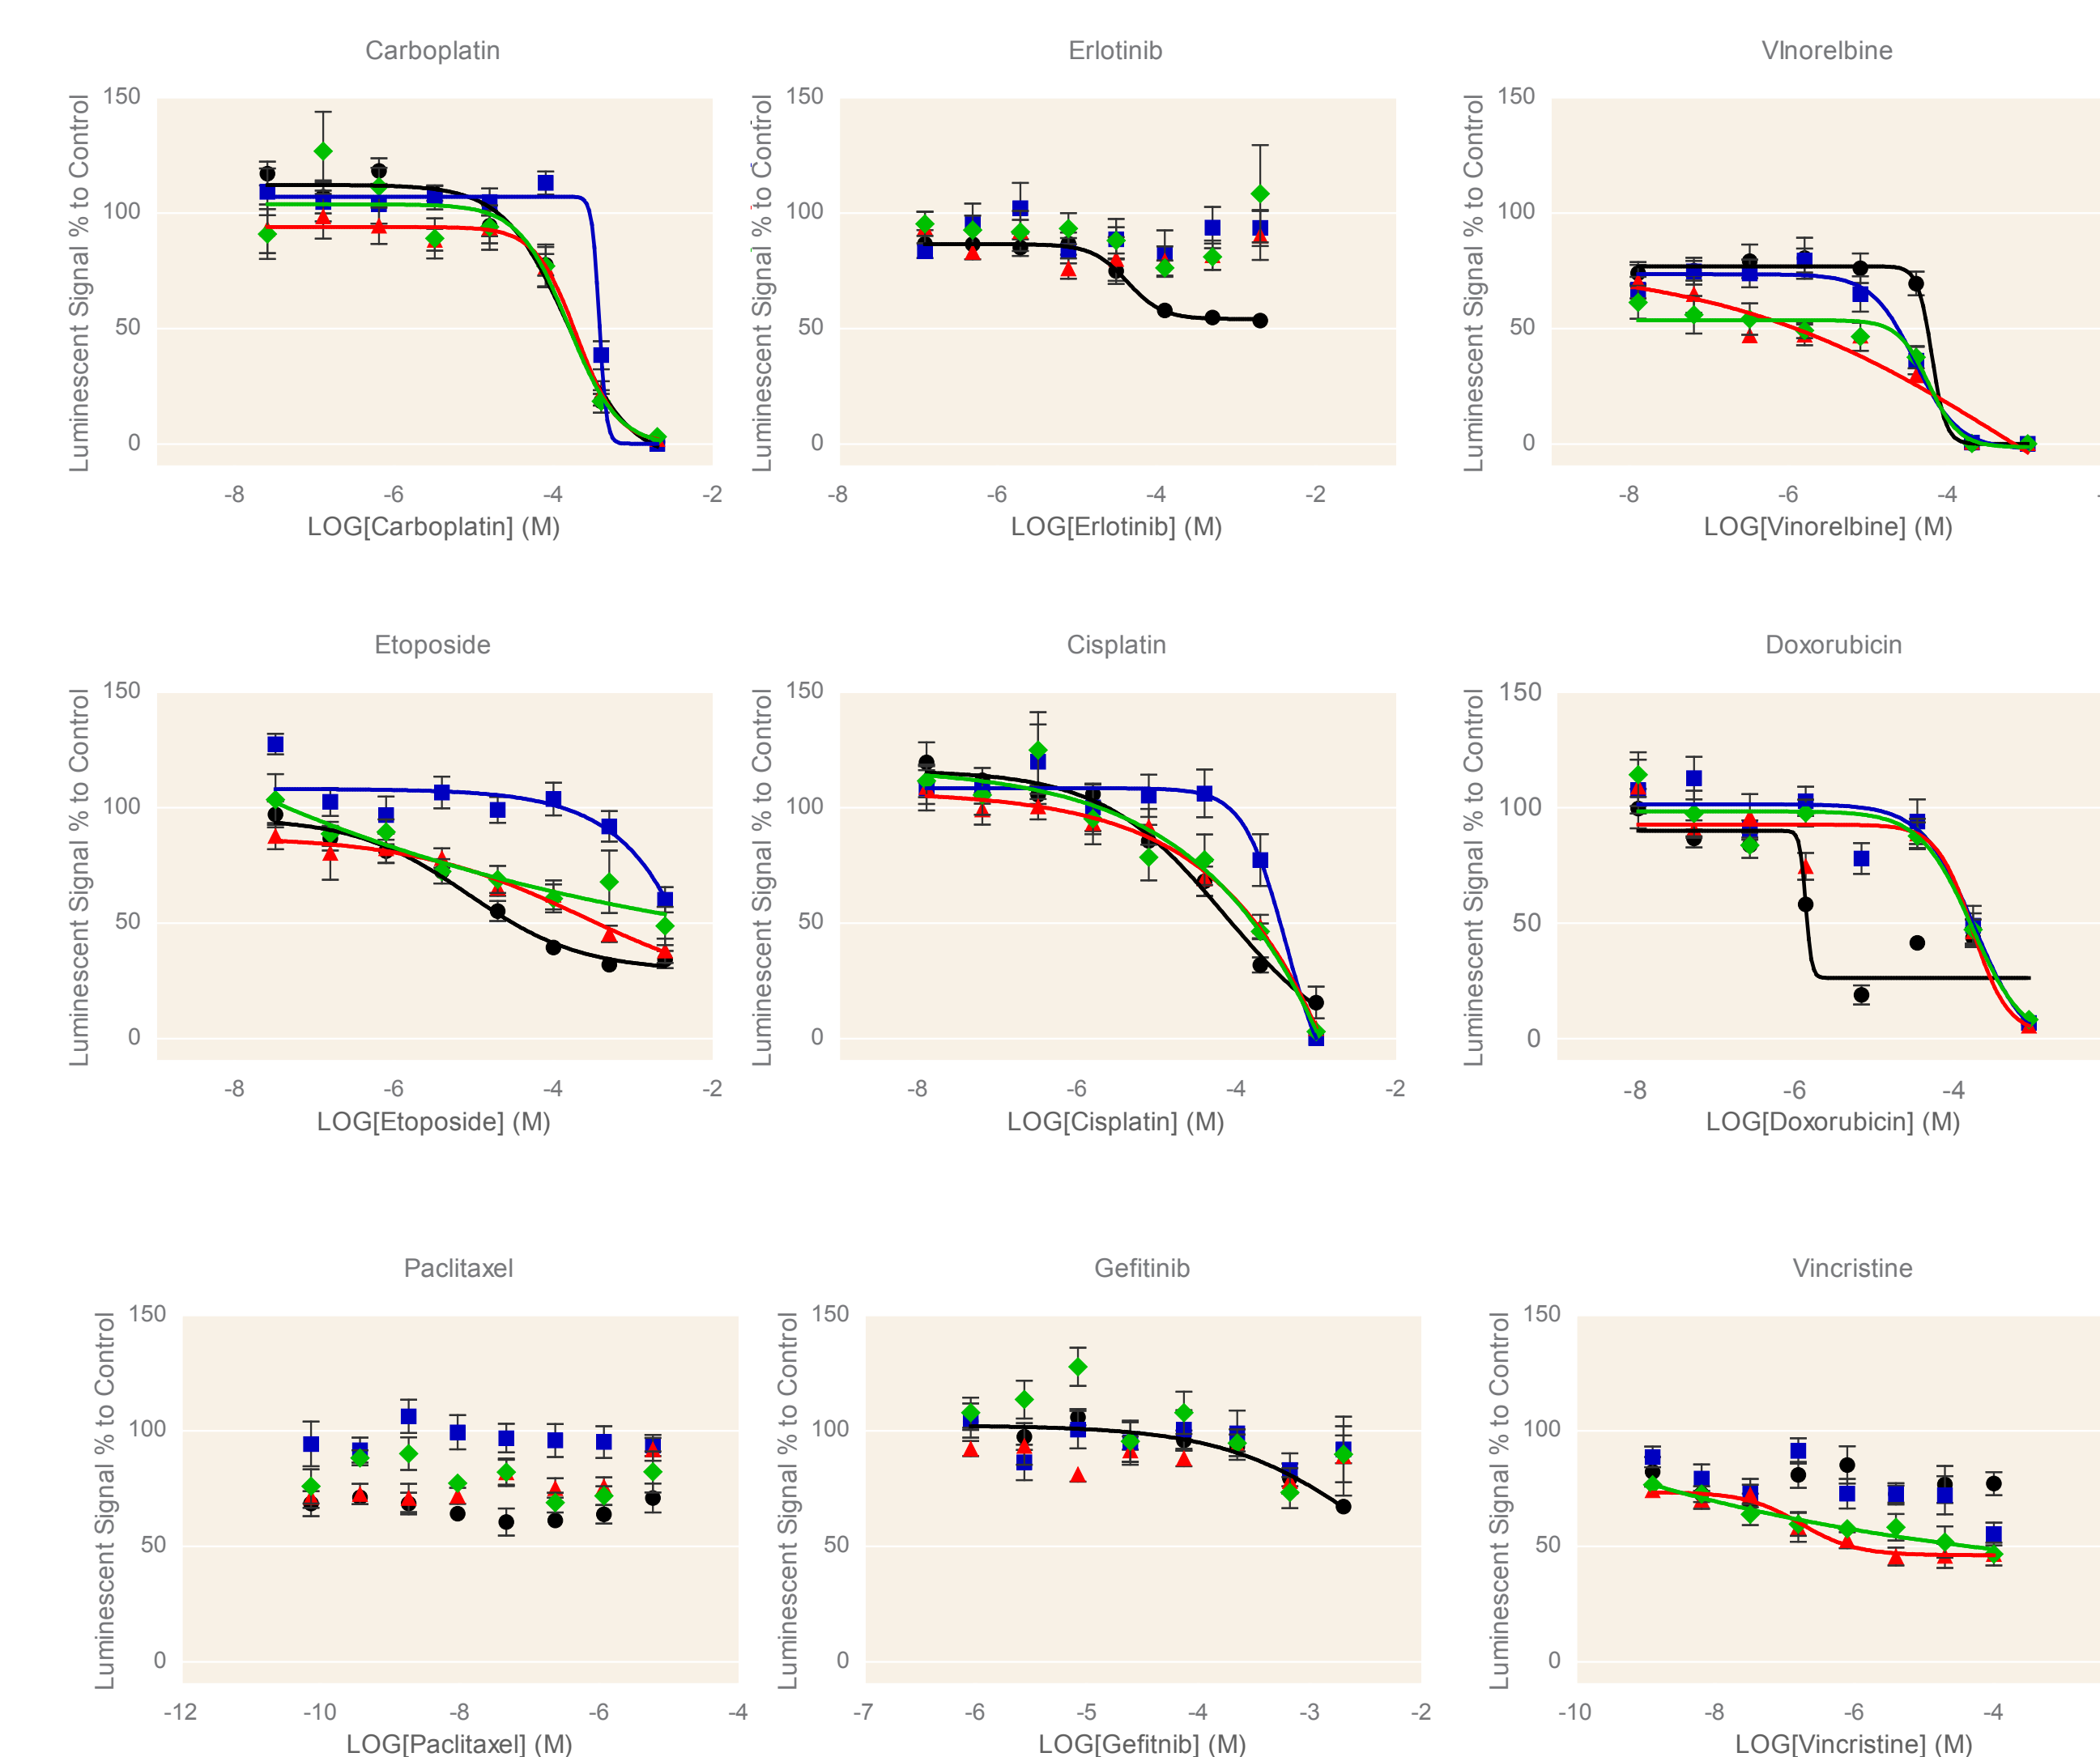 Carboplatin
Erlotinib
VInorelbine
Luminescent Signal % to Control
150
100
50
0
-8
-6
-4
-2
LOG[Carboplatin] (M)
Luminescent Signal % to Control
150
100
50
0
-8
-6
-4
-2
LOG[Erlotinib] (M)
Luminescent Signal % to Control
150
100
50
0
-8
-6
-4
LOG[Vinorelbine] (M)
Etoposide
Cisplatin
Doxorubicin
Luminescent Signal % to Control
150
100
50
0
-8
-6
-4
-2
LOG[Etoposide] (M)
Luminescent Signal % to Control
150
100
50
0
-8
-6
-4
-2
LOG[Cisplatin] (M)
Luminescent Signal % to Control
150
100
50
0
-8
-6
-4
LOG[Doxorubicin] (M)
Paclitaxel
Gefitinib
Vincristine
Luminescent Signal % to Control
150
100
50
0
-12
-10
-8
-6
-4
LOG[Paclitaxel] (M)
Luminescent Signal % to Control
150
100
50
0
-7
-6
-5
-4
-3
-2
LOG[Gefitnib] (M)
Luminescent Signal % to Control
150
100
50
0
-10
-8
-6
-4
LOG[Vincristine] (M)